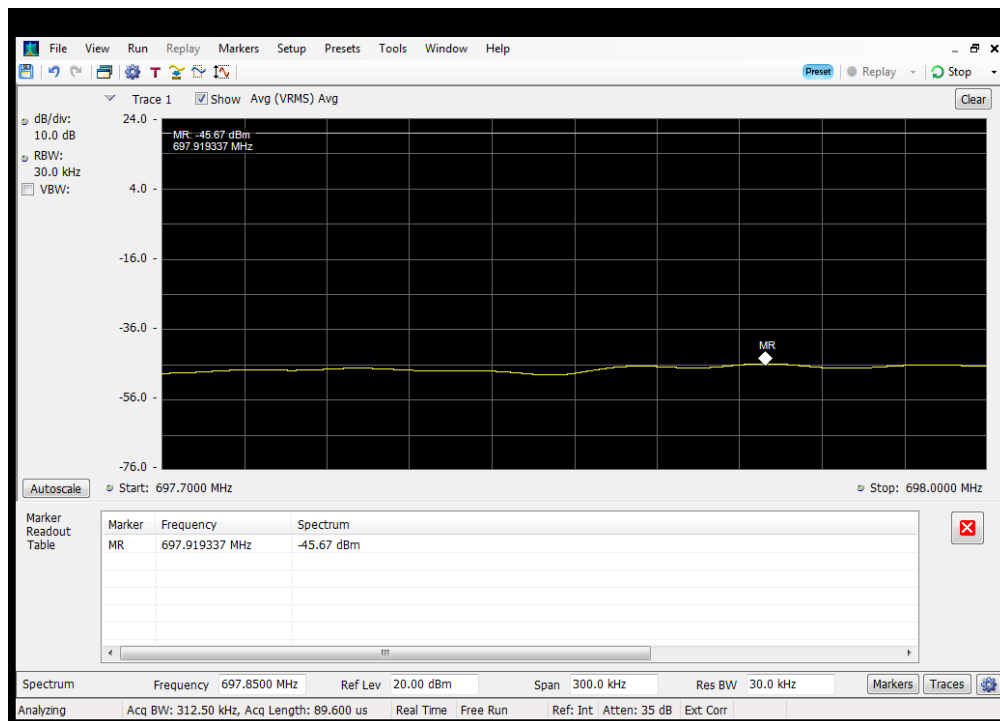 File View Run Replay Markers Setup Presets Tools Window Help
Preset Replay Stop
Trace 1 Show Avg (VRMS) Avg Clear
dB/div:
10.0 dB
RBW:
30.0 kHz
VBW:
24.0
4.0
-16.0
-36.0
-56.0
-76.0
MR: -45.67 dBm
697.919337 MHz
MR
Autoscale Start: 697.7000 MHz Stop: 698.0000 MHz
Marker
Readout
Table
Marker Frequency Spectrum
MR 697.919337 MHz -45.67 dBm
Spectrum Frequency 697.8500 MHz Ref Lev 20.00 dBm Span 300.0 kHz Res BW 30.0 kHz Markers Traces
Analyzing Acq BW: 312.50 kHz, Acq Length: 89.600 us Real Time Free Run Ref: Int Atten: 35 dB Ext Corr